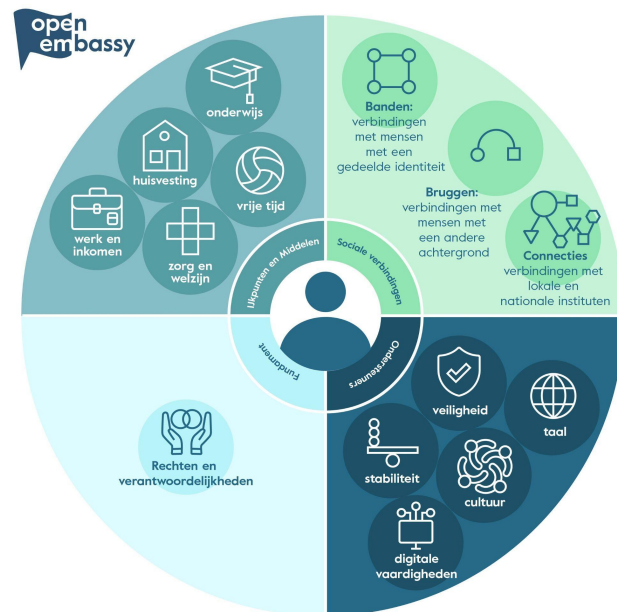 open
embassy
onderwijs
huisvesting
vrije tijd
werk en
inkomen
zorg en
welzijn
IJkpunten en Middelen
Banden:
verbindingen
met mensen
met een
gedeelde identiteit
Bruggen:
verbindingen met
mensen met
een andere
achtergrond
Connecties
verbindingen met
lokale en
nationale instituten
Sociale verbindingen
Fundament
Rechten en
verantwoordelijkheden
Ondersteuners
veiligheid
taal
stabiliteit
cultuur
digitale
vaardigheden